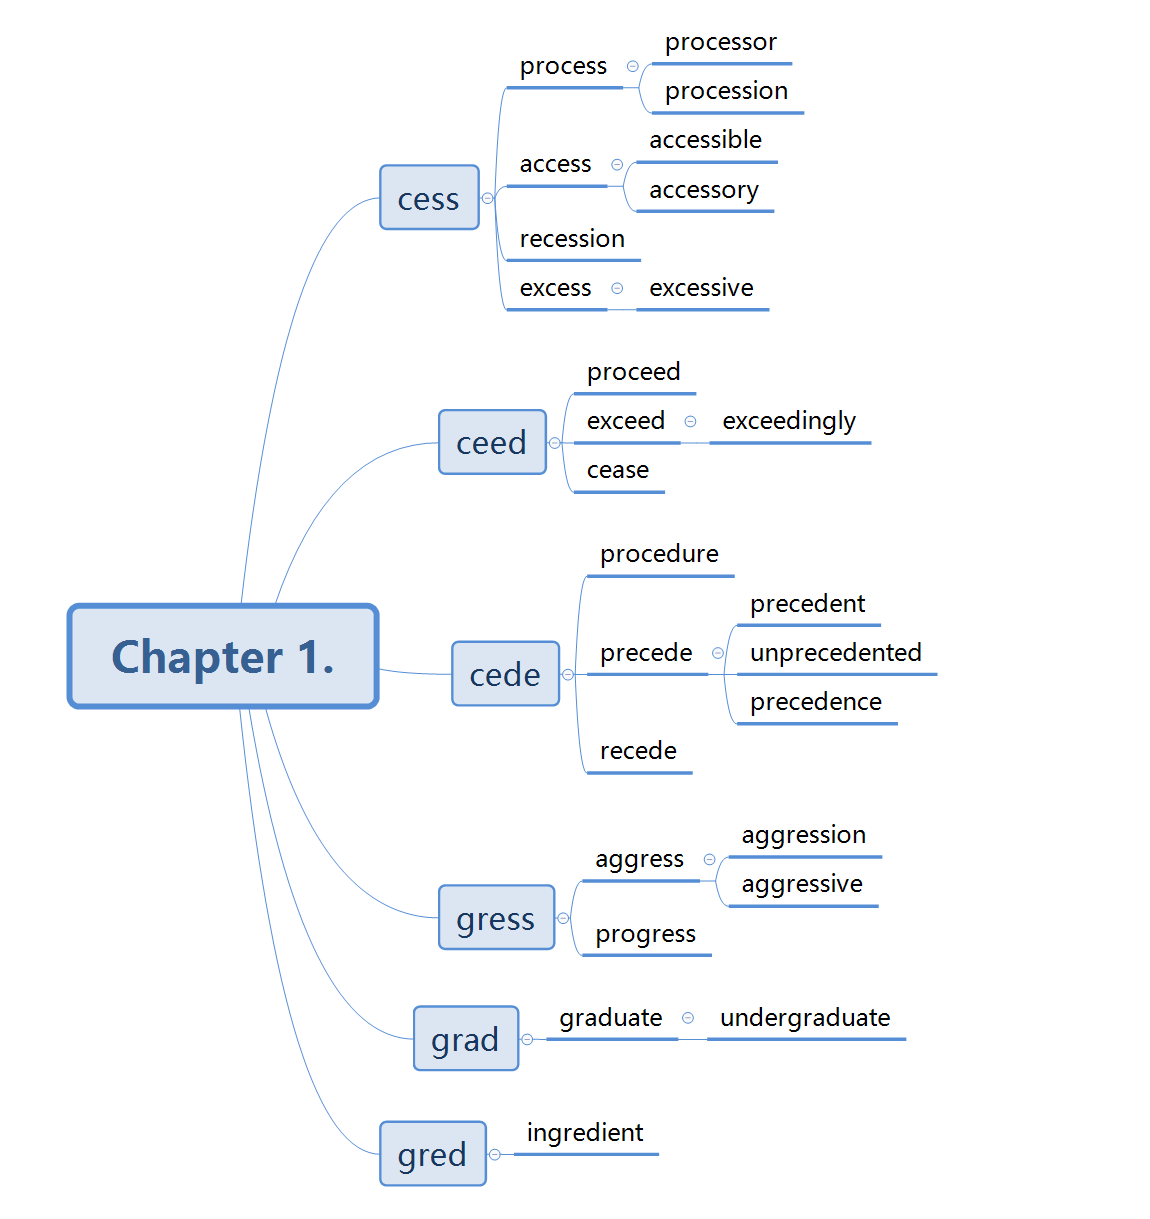 Chapter 1.
cess
process
processor
procession
access
accessible
accessory
recession
excess
excessive
ceed
proceed
exceed
exceedingly
cease
cede
procedure
precede
precedent
unprecedented
precedence
recede
gress
aggress
aggression
aggressive
progress
grad
graduate
undergraduate
gred
ingredient